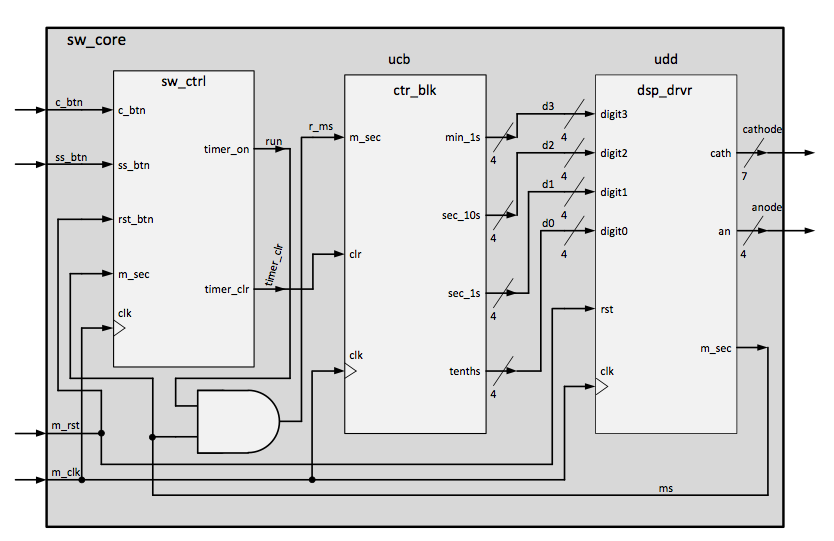 sw_core
ucb
udd
sw_ctrl
ctr_blk
dsp_drvr
c_btn
c_btn
ss_btn
ss_btn
rst_btn
m_sec
clk
timer_on
run
timer_clr
timer_clr
r_ms
m_sec
clr
clk
min_1s
4
sec_10s
4
sec_1s
4
tenths
4
d3
4
d2
4
d1
4
d0
4
digit3
digit2
digit1
digit0
rst
clk
cath
cathode
7
an
anode
4
m_sec
m_rst
m_clk
ms